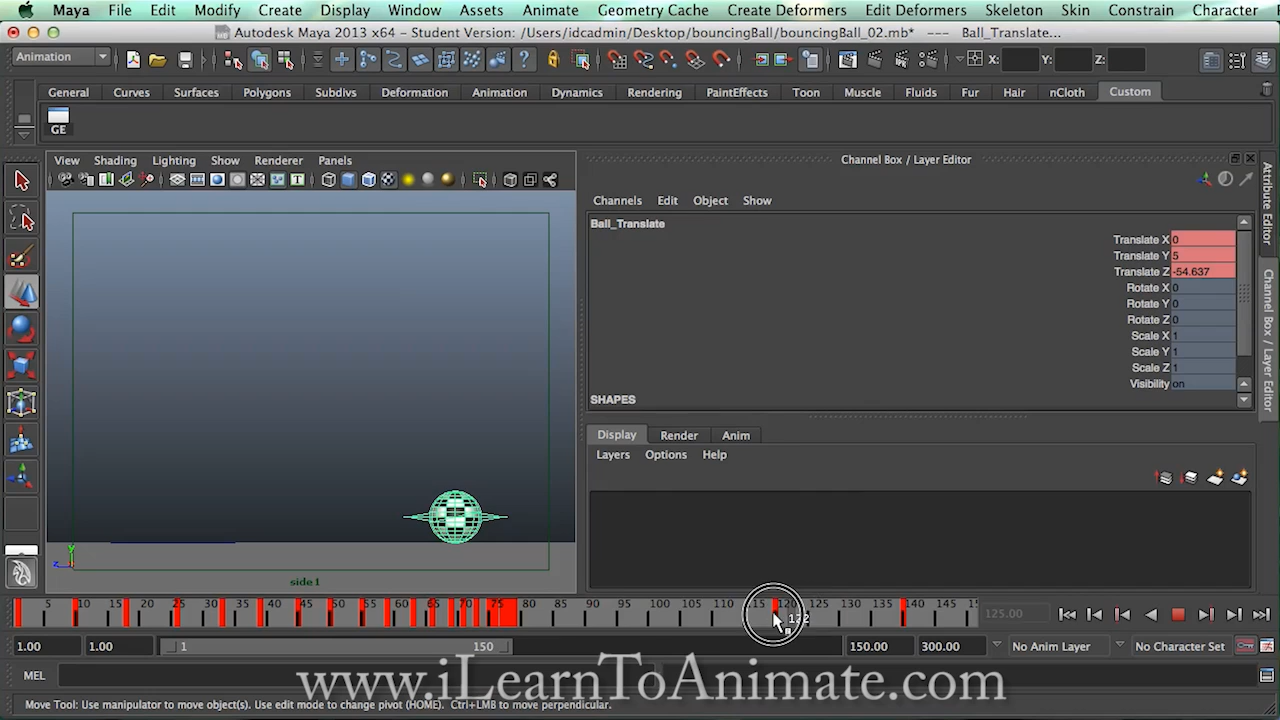 Maya File Edit Modify Create Display Window Assets Animate Geometry Cache Create Deformers Edit Deformers Skeleton Skin Constrain Character
Autodesk Maya 2013 x64 - Student Version: /Users/idcadmin/Desktop/bouncingBall/bouncingBall_02.mb* --- Ball_Translate...
Animation X: Y: Z:
General Curves Surfaces Polygons Subdivs Deformation Animation Dynamics Rendering PaintEffects Toon Muscle Fluids Fur Hair nCloth Custom
GE
View Shading Lighting Show Renderer Panels
Channel Box / Layer Editor
Channels Edit Object Show
Ball_Translate
Translate X 0
Translate Y 5
Translate Z -54.637
Rotate X 0
Rotate Y 0
Rotate Z 0
Scale X 1
Scale Y 1
Scale Z 1
Visibility on
SHAPES
Attribute Editor
Channel Box / Layer Editor
Display Render Anim
Layers Options Help
y
z
side1
5 10 15 20 25 30 35 40 45 50 55 60 65 70 75 80 85 90 95 100 105 110 115 120 125 130 135 140 145 15
125.00
1.00 1.00 1 150 150.00 300.00 No Anim Layer No Character Set
MEL
www.iLearnToAnimate.com
Move Tool: Use manipulator to move object(s). Use edit mode to change pivot (HOME). Ctrl+LMB to move perpendicular.